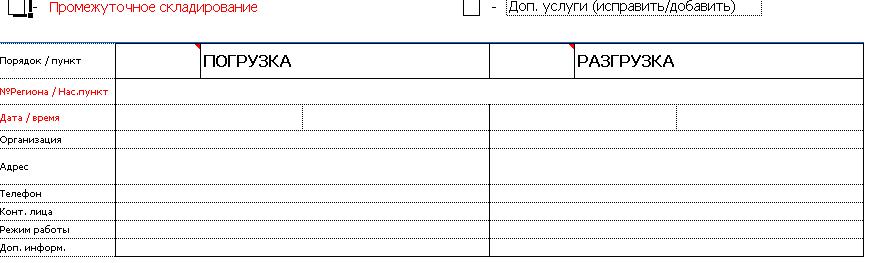 - Промежуточное складирование
- Доп. услуги (исправить/добавить)
Порядок / пункт ПОГРУЗКА РАЗГРУЗКА
№Региона / Нас.пункт
Дата / время
Организация
Адрес
Телефон
Конт. лица
Режим работы
Доп. информ.